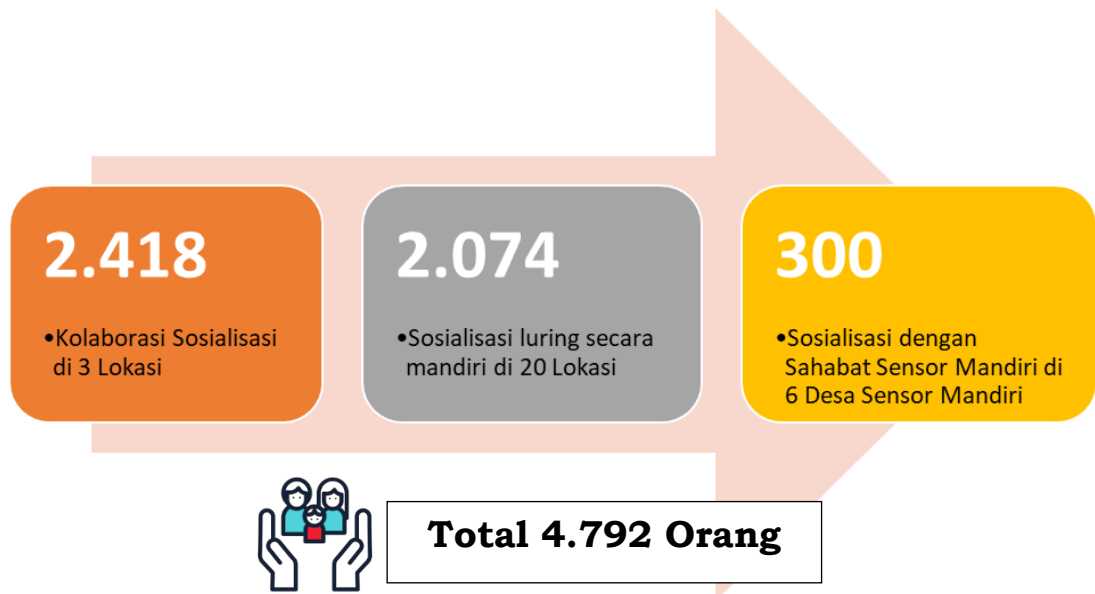 2.418
•Kolaborasi Sosialisasi
di 3 Lokasi
2.074
•Sosialisasi luring secara
mandiri di 20 Lokasi
300
•Sosialisasi dengan
Sahabat Sensor Mandiri di
6 Desa Sensor Mandiri
Total 4.792 Orang